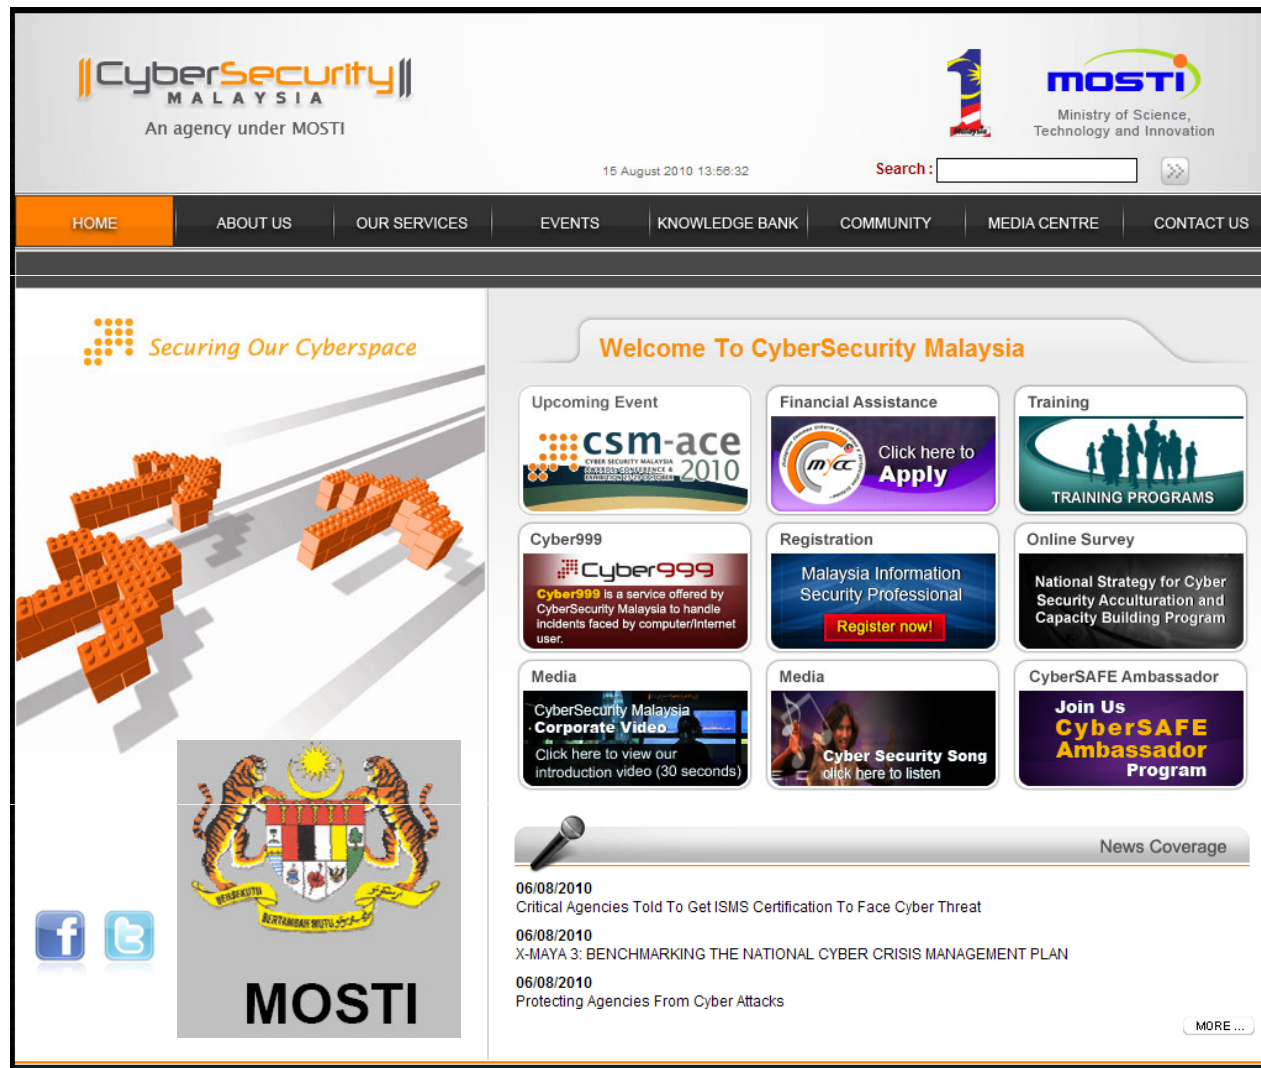 CyberSecurity
MALAYSIA
An agency under MOSTI
Malaysia
MOSTI
Ministry of Science,
Technology and Innovation
15 August 2010 13:56:32
Search :
HOME
ABOUT US
OUR SERVICES
EVENTS
KNOWLEDGE BANK
COMMUNITY
MEDIA CENTRE
CONTACT US
Securing Our Cyberspace
Welcome To CyberSecurity Malaysia
Upcoming Event
csm-ace
CYBER SECURITY MALAYSIA
AWARDS, CONFERENCE &
2010
Financial Assistance
mycc
Click here to
Apply
Training
TRAINING PROGRAMS
Cyber999
Cyber999
Cyber999 is a service offered by
CyberSecurity Malaysia to handle
incidents faced by computer/Internet
user.
Registration
Malaysia Information
Security Professional
Register now!
Online Survey
National Strategy for Cyber
Security Acculturation and
Capacity Building Program
Media
CyberSecurity Malaysia
Corporate Video
Click here to view our
introduction video (30 seconds)
Media
Cyber Security Song
click here to listen
CyberSAFE Ambassador
Join Us
CyberSAFE
Ambassador
Program
BERSEKUTU
BERTAMBAH MUTU
MOSTI
News Coverage
06/08/2010
Critical Agencies Told To Get ISMS Certification To Face Cyber Threat
06/08/2010
X-MAYA 3: BENCHMARKING THE NATIONAL CYBER CRISIS MANAGEMENT PLAN
06/08/2010
Protecting Agencies From Cyber Attacks
MORE ...